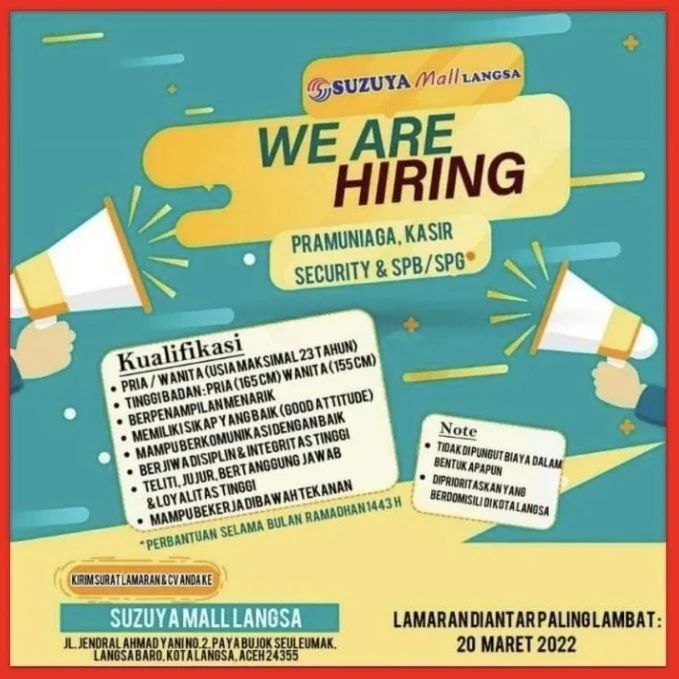 SUZUYA Mall LANGSA
WE ARE
HIRING
PRAMUNIAGA, KASIR
SECURITY & SPB/SPG*
Kualifikasi
• PRIA / WANITA (USIA MAKSIMAL 23 TAHUN)
• TINGGI BADAN : PRIA (165 CM) WANITA (155 CM)
• BERPENAMPILAN MENARIK
• MEMILIKI SIKAP YANG BAIK (GOOD ATTITUDE)
• MAMPU BERKOMUNIKASI DENGAN BAIK
• BERJIWA DISIPLIN & INTEGRITAS TINGGI
• TELITI, JUJUR, BERTANGGUNG JAWAB
& LOYALITAS TINGGI
• MAMPU BEKERJA DIBAWAH TEKANAN
*PERBANTUAN SELAMA BULAN RAMADHAN 1443 H
Note
• TIDAK DIPUNGUT BIAYA DALAM
BENTUK APAPUN
• DIPRIORITASKAN YANG
BERDOMISILI DI KOTA LANGSA
KIRIM SURAT LAMARAN & CV ANDA KE
SUZUYA MALL LANGSA
JL. JENDRAL AHMAD YANI NO. 2, PAYA BUJOK SEULEUMAK,
LANGSA BARO, KOTA LANGSA, ACEH 24355
LAMARAN DIANTAR PALING LAMBAT :
20 MARET 2022